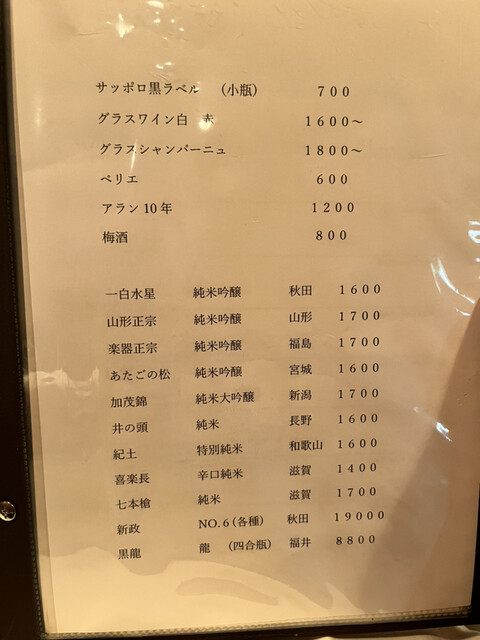 サッポロ黒ラベル （小瓶） 700
グラスワイン白 赤 1600～
グラスシャンパーニュ 1800～
ペリエ 600
アラン10年 1200
梅酒 800
一白水星 純米吟醸 秋田 1600
山形正宗 純米吟醸 山形 1700
楽器正宗 純米吟醸 福島 1700
あたごの松 純米吟醸 宮城 1600
加茂錦 純米大吟醸 新潟 1700
井の頭 純米 長野 1600
紀土 特別純米 和歌山 1600
喜楽長 辛口純米 滋賀 1400
七本槍 純米 滋賀 1700
新政 NO.6（各種） 秋田 19000
黒龍 龍 （四合瓶） 福井 8800